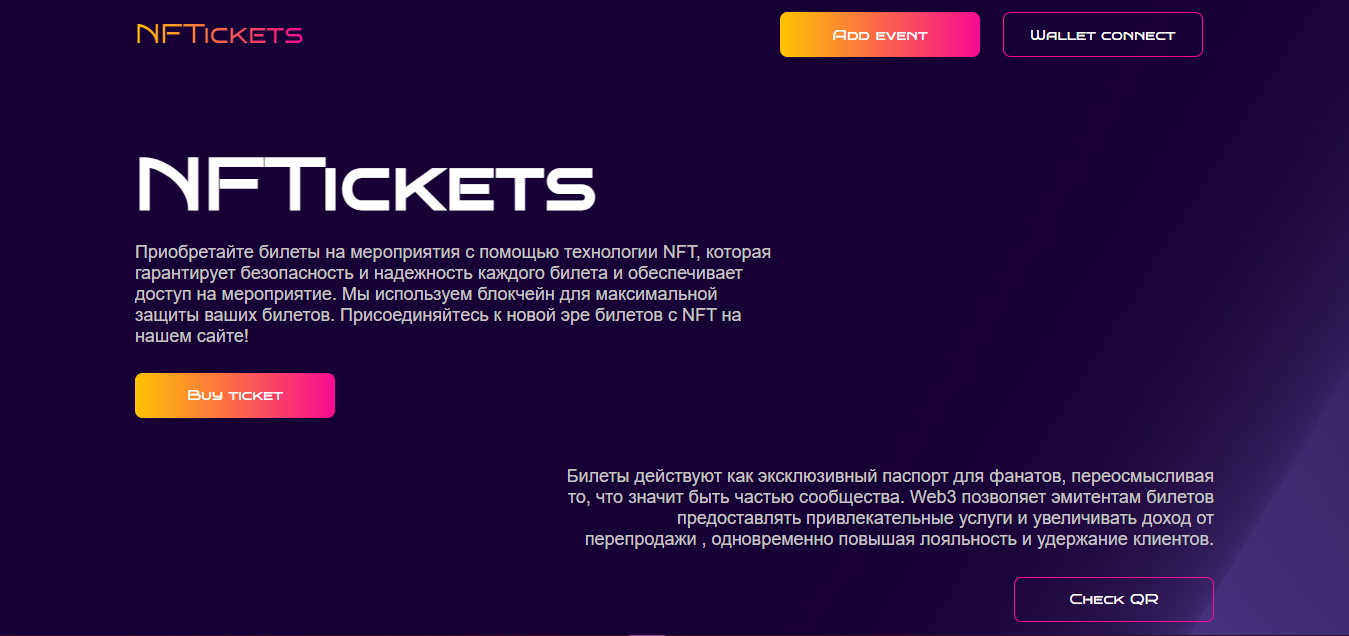 NFTickets
Add event
Wallet connect
NFTickets
Приобретайте билеты на мероприятия с помощью технологии NFT, которая
гарантирует безопасность и надежность каждого билета и обеспечивает
доступ на мероприятие. Мы используем блокчейн для максимальной
защиты ваших билетов. Присоединяйтесь к новой эре билетов с NFT на
нашем сайте!
Buy ticket
Билеты действуют как эксклюзивный паспорт для фанатов, переосмысливая
то, что значит быть частью сообщества. Web3 позволяет эмитентам билетов
предоставлять привлекательные услуги и увеличивать доход от
перепродажи , одновременно повышая лояльность и удержание клиентов.
Check QR